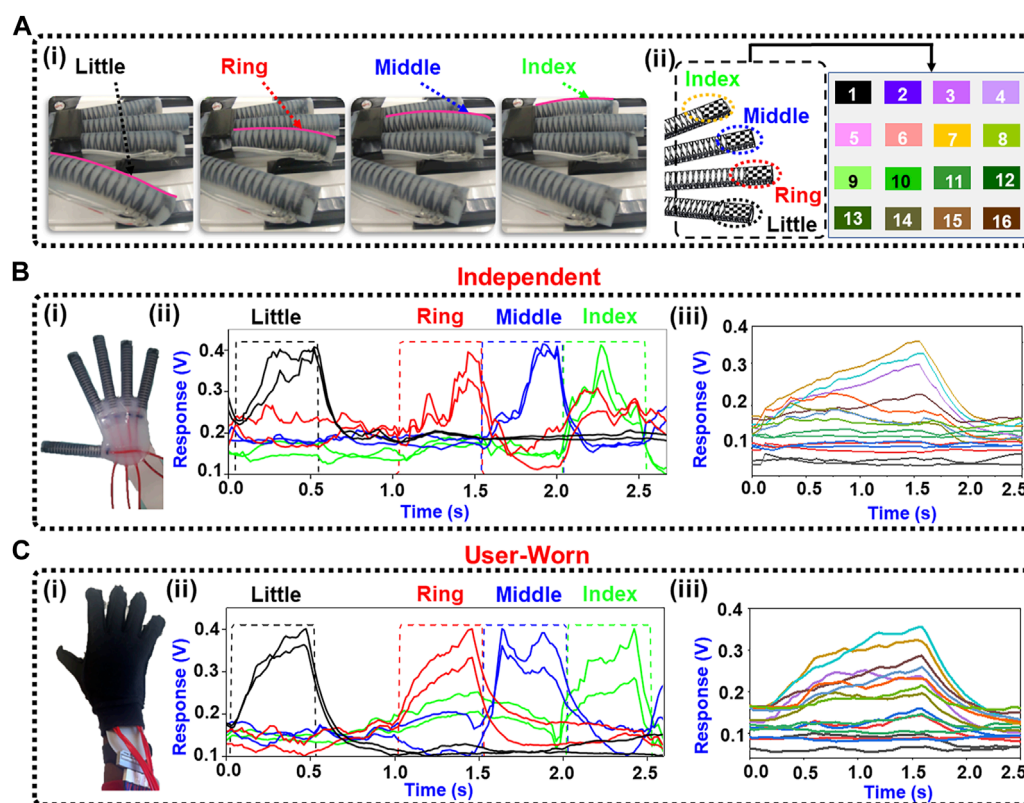 A
(i)
Little
Ring
Middle
Index
(ii)
Index
Middle
Ring
Little
1 2 3 4
5 6 7 8
9 10 11 12
13 14 15 16
B
Independent
(i)
(ii)
Little Ring Middle Index
Response (V)
0.4
0.3
0.2
0.1
0.0 0.5 1.0 1.5 2.0 2.5
Time (s)
(iii)
Response (V)
0.4
0.3
0.2
0.1
0.0 0.5 1.0 1.5 2.0 2.5
Time (s)
C
User-Worn
(i)
(ii)
Little Ring Middle Index
Response (V)
0.4
0.3
0.2
0.1
0.0 0.5 1.0 1.5 2.0 2.5
Time (s)
(iii)
Response (V)
0.4
0.3
0.2
0.1
0.0 0.5 1.0 1.5 2.0 2.5
Time (s)